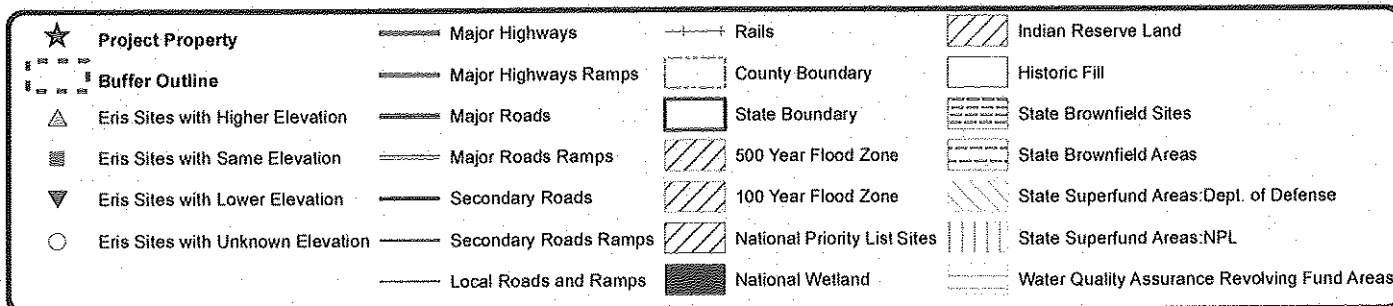 Project Property
Buffer Outline
Eris Sites with Higher Elevation
Eris Sites with Same Elevation
Eris Sites with Lower Elevation
Eris Sites with Unknown Elevation
Major Highways
Major Highways Ramps
Major Roads
Major Roads Ramps
Secondary Roads
Secondary Roads Ramps
Local Roads and Ramps
Rails
County Boundary
State Boundary
500 Year Flood Zone
100 Year Flood Zone
National Priority List Sites
National Wetland
Indian Reserve Land
Historic Fill
State Brownfield Sites
State Brownfield Areas
State Superfund Areas:Dept. of Defense
State Superfund Areas:NPL
Water Quality Assurance Revolving Fund Areas